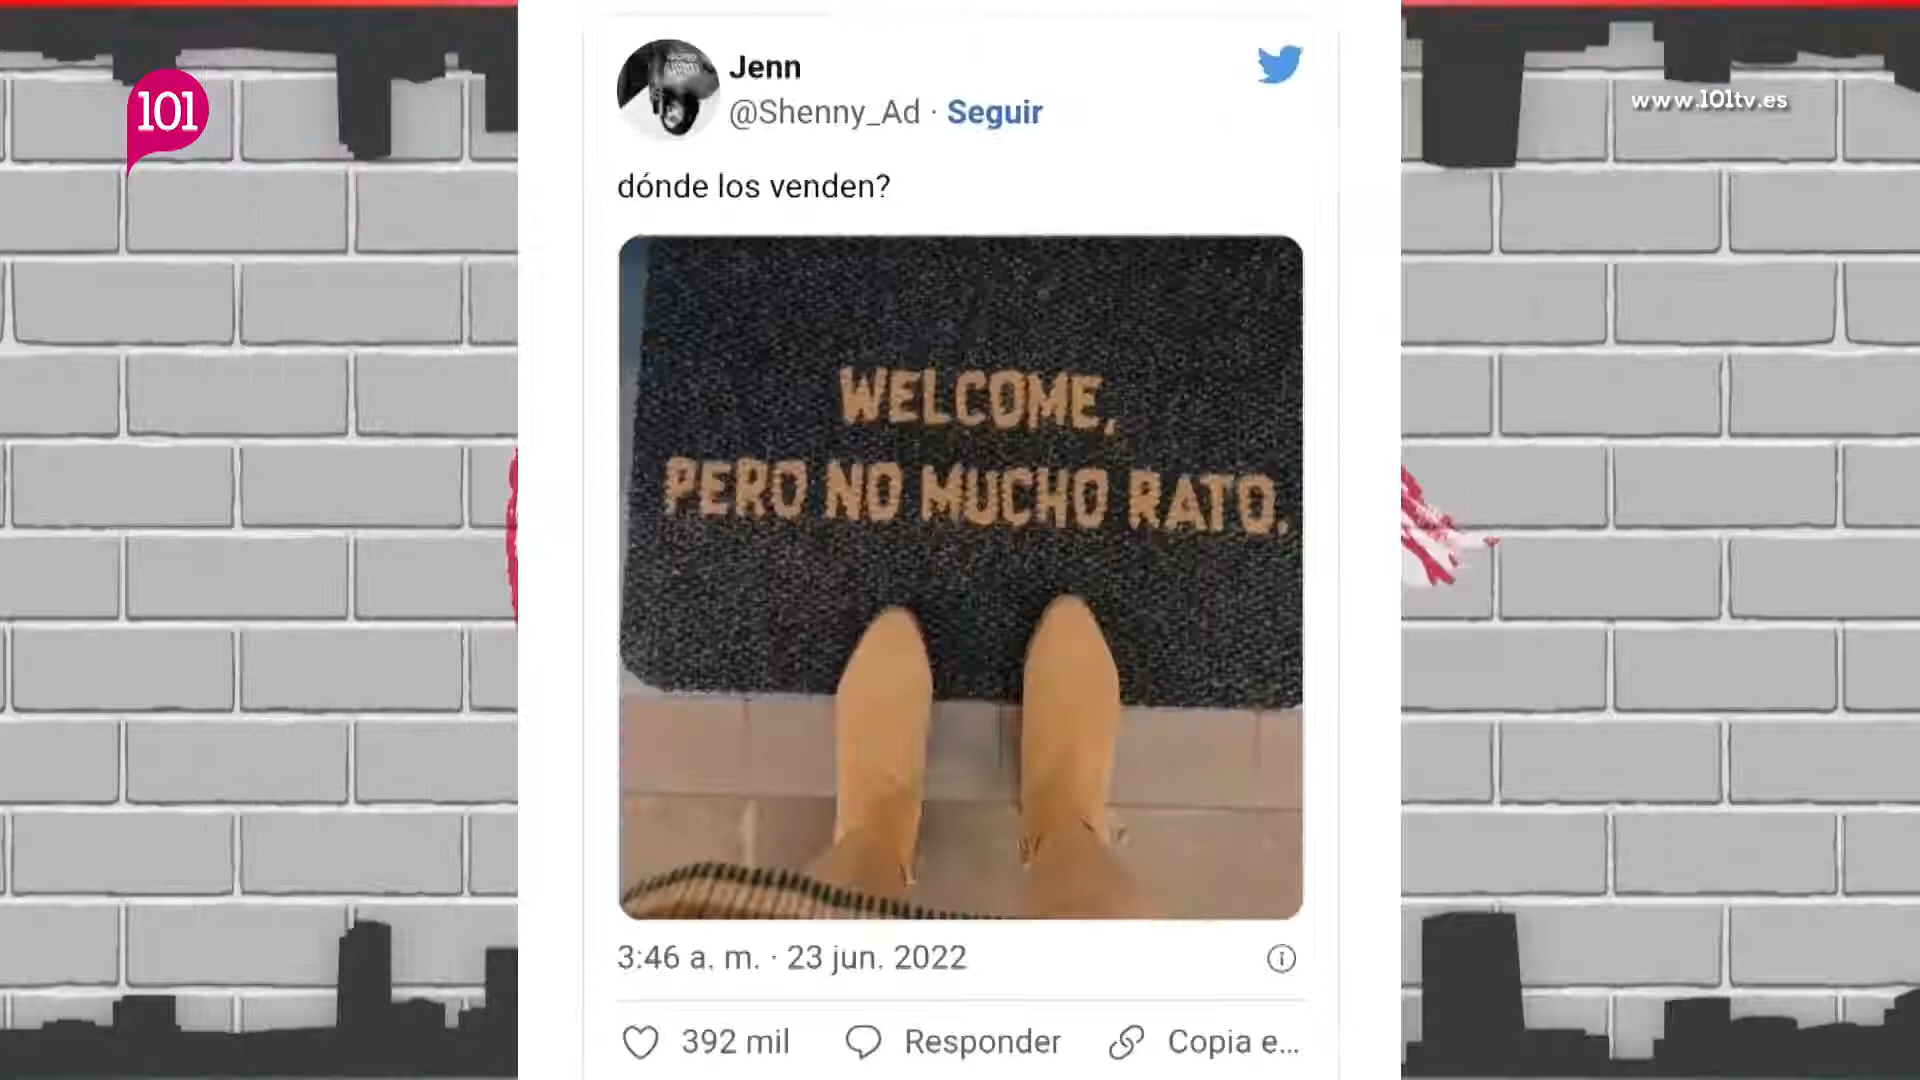 101
www.101tv.es
Jenn
@Shenny_Ad · Seguir
dónde los venden?
WELCOME,
PERO NO MUCHO RATO.
3:46 a. m. · 23 jun. 2022
392 mil
Responder
Copia e...